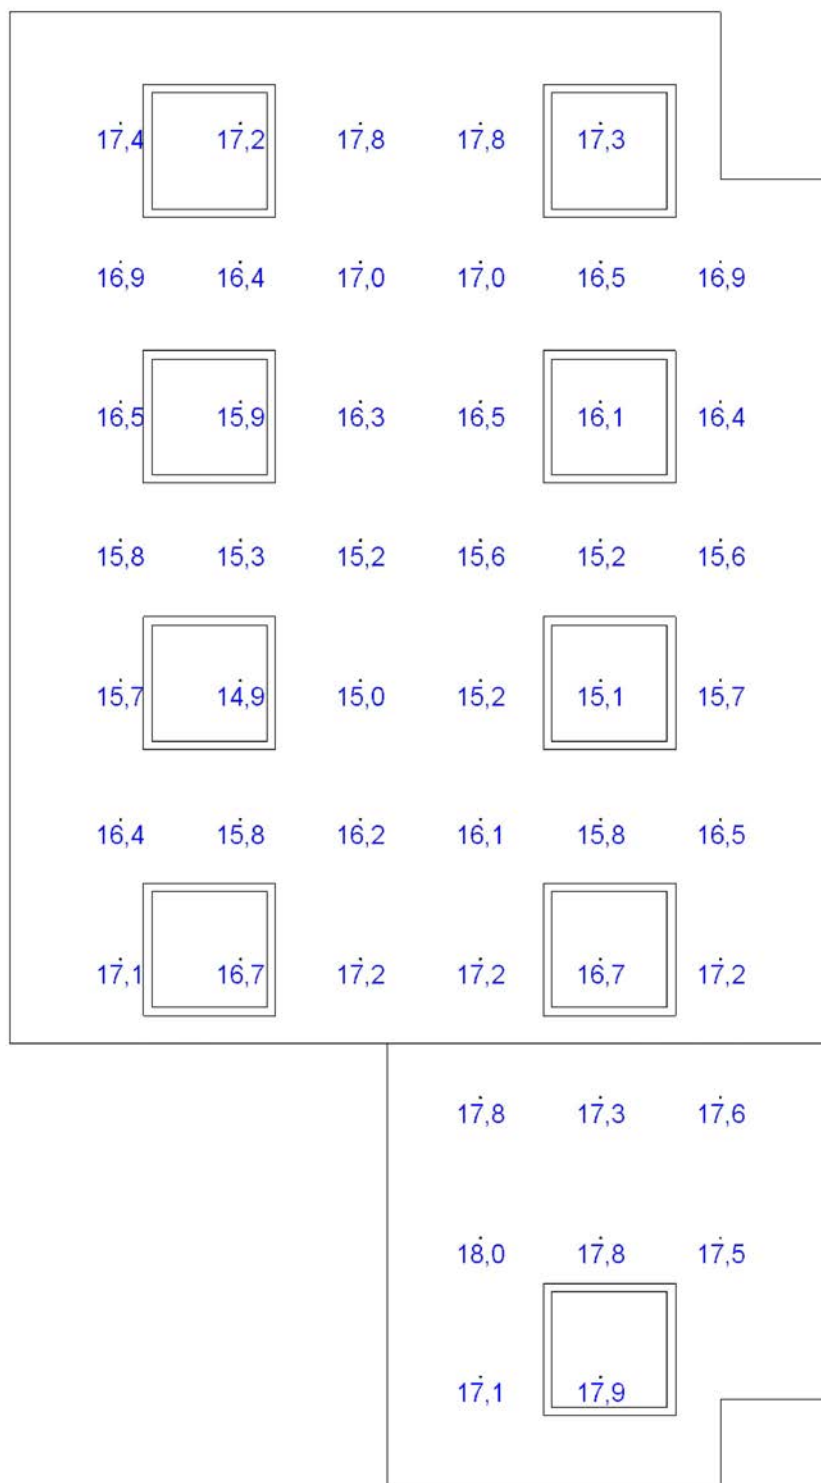 17,4 17,2 17,8 17,8 17,3
16,9 16,4 17,0 17,0 16,5 16,9
16,5 15,9 16,3 16,5 16,1 16,4
15,8 15,3 15,2 15,6 15,2 15,6
15,7 14,9 15,0 15,2 15,1 15,7
16,4 15,8 16,2 16,1 15,8 16,5
17,1 16,7 17,2 17,2 16,7 17,2
17,8 17,3 17,6
18,0 17,8 17,5
17,1 17,9